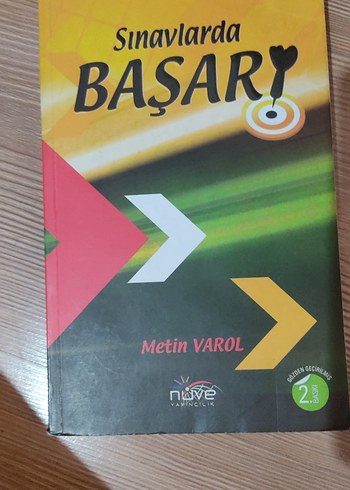 Sınavlarda
BAŞARI
Metin VAROL
GÖZDEN GEÇİRİLMİŞ
2.
BASKI
nüve
YAYINCILIK